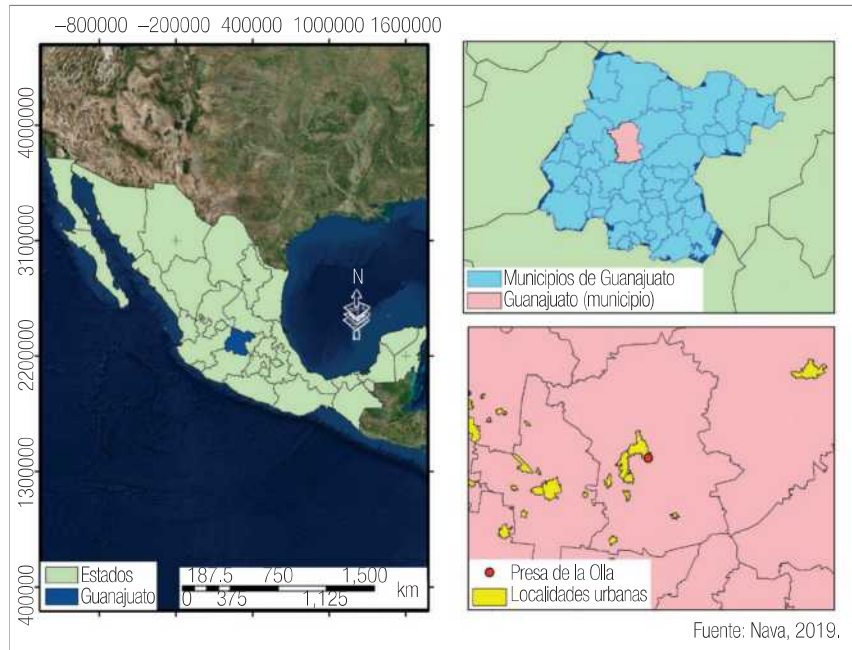 −800000 −200000 400000 1000000 1600000
4000000
3100000
2200000
1300000
400000
N
Estados
Guanajuato
187.5 750 1,500
km
0 375 1,125
Municipios de Guanajuato
Guanajuato (municipio)
Presa de la Olla
Localidades urbanas
Fuente: Nava, 2019.